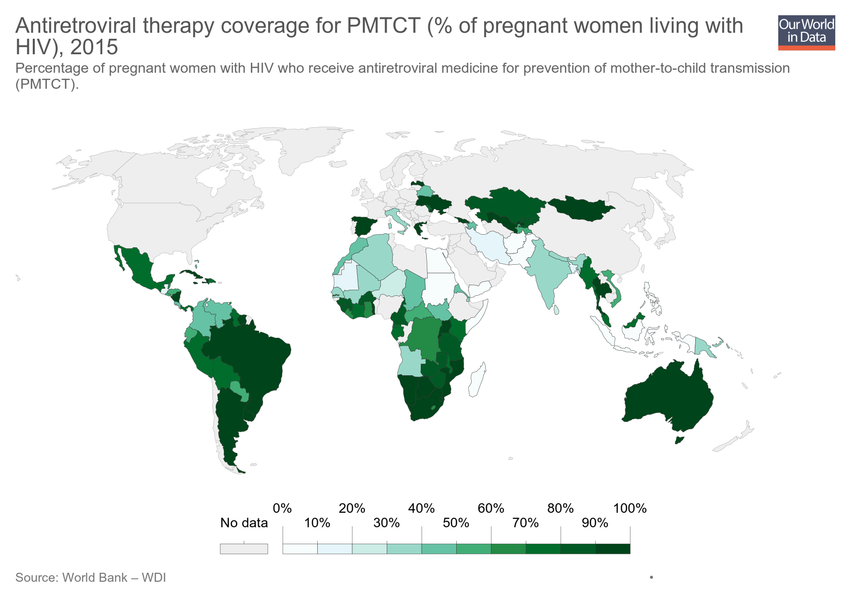 Antiretroviral therapy coverage for PMTCT (% of pregnant women living with
HIV), 2015
Our World
in Data
Percentage of pregnant women with HIV who receive antiretroviral medicine for prevention of mother-to-child transmission
(PMTCT).
0% 20% 40% 60% 80% 100%
No data 10% 30% 50% 70% 90%
Source: World Bank – WDI